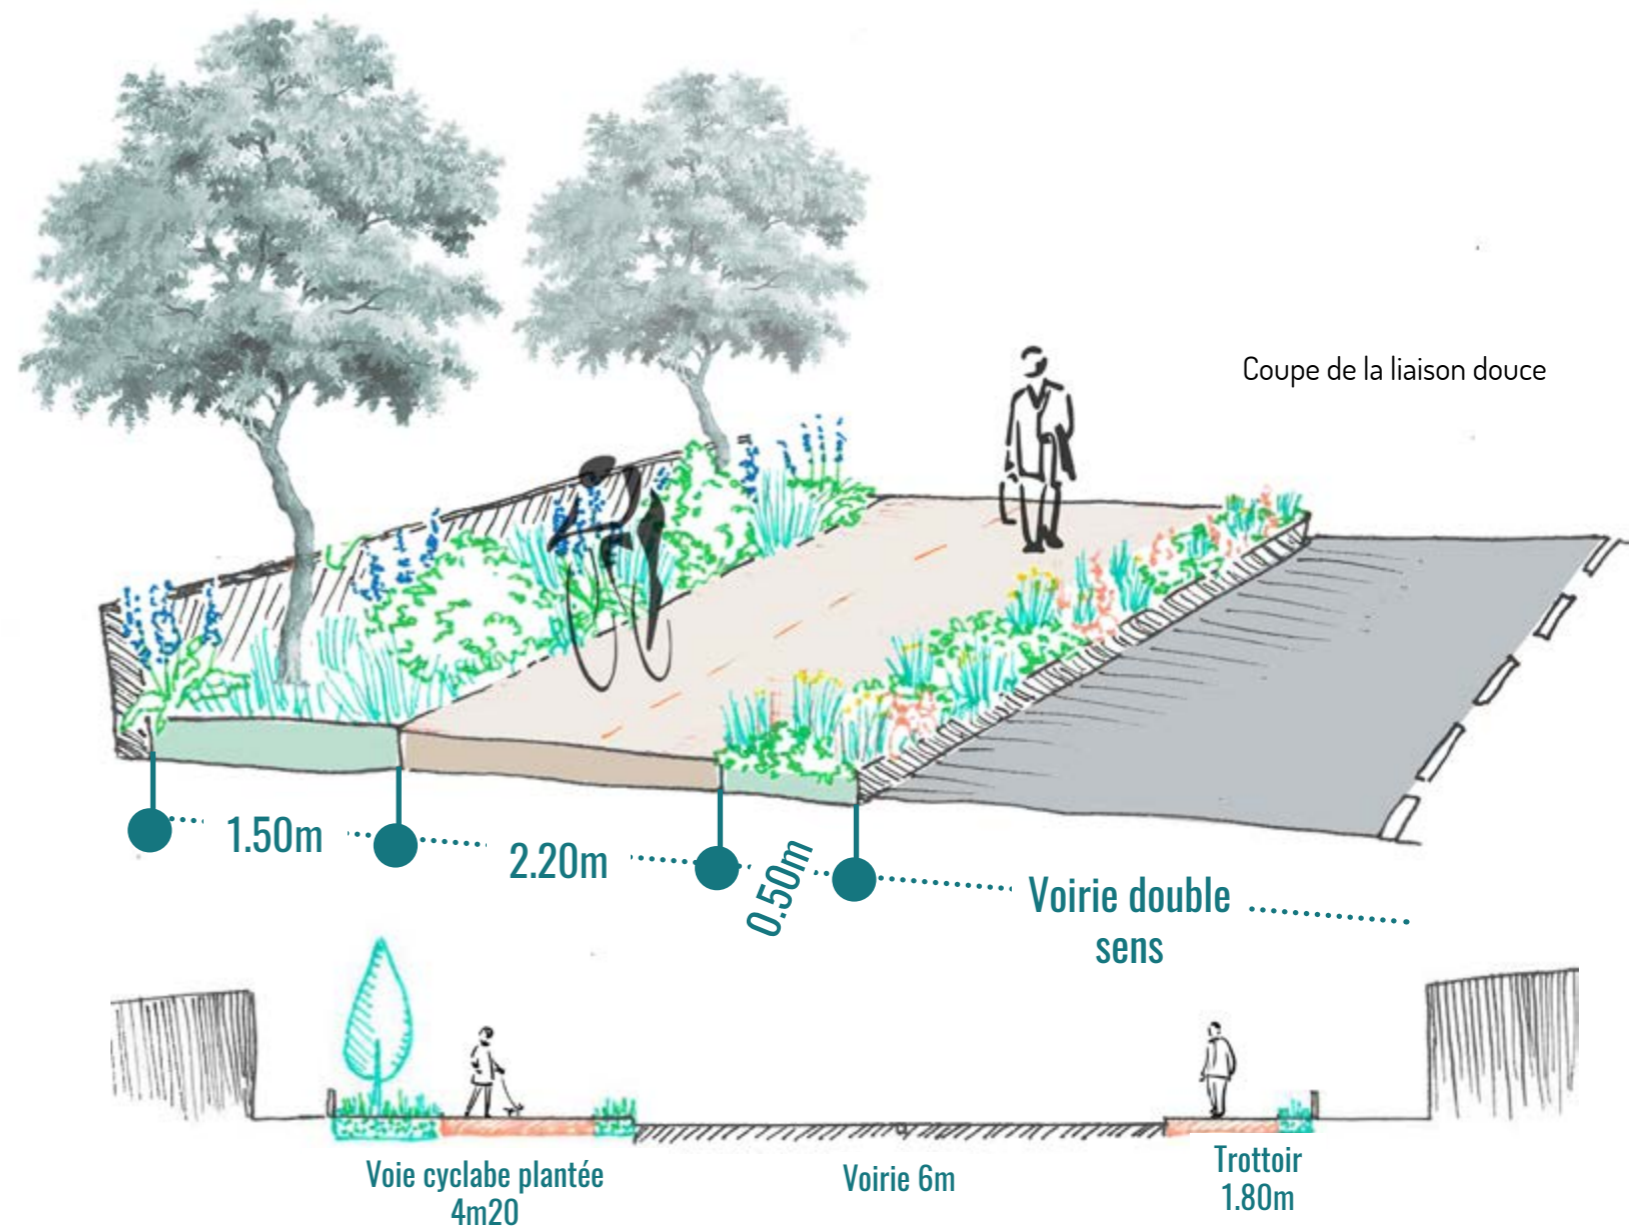 Coupe de la liaison douce
1.50m
2.20m
0.50m
Voirie double
sens
Voie cyclabe plantée
4m20
Voirie 6m
Trottoir
1.80m